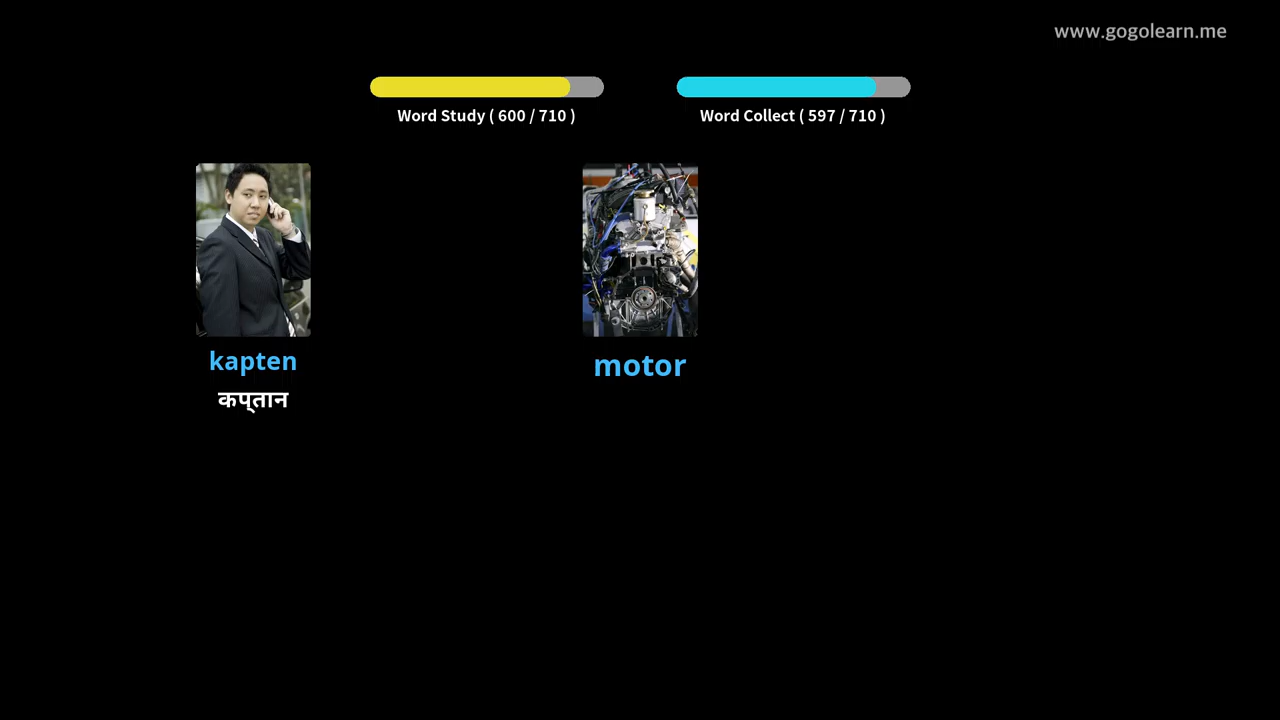 www.gogolearn.me
Word Study ( 600 / 710 )
Word Collect ( 597 / 710 )
kapten
motor
कप्तान